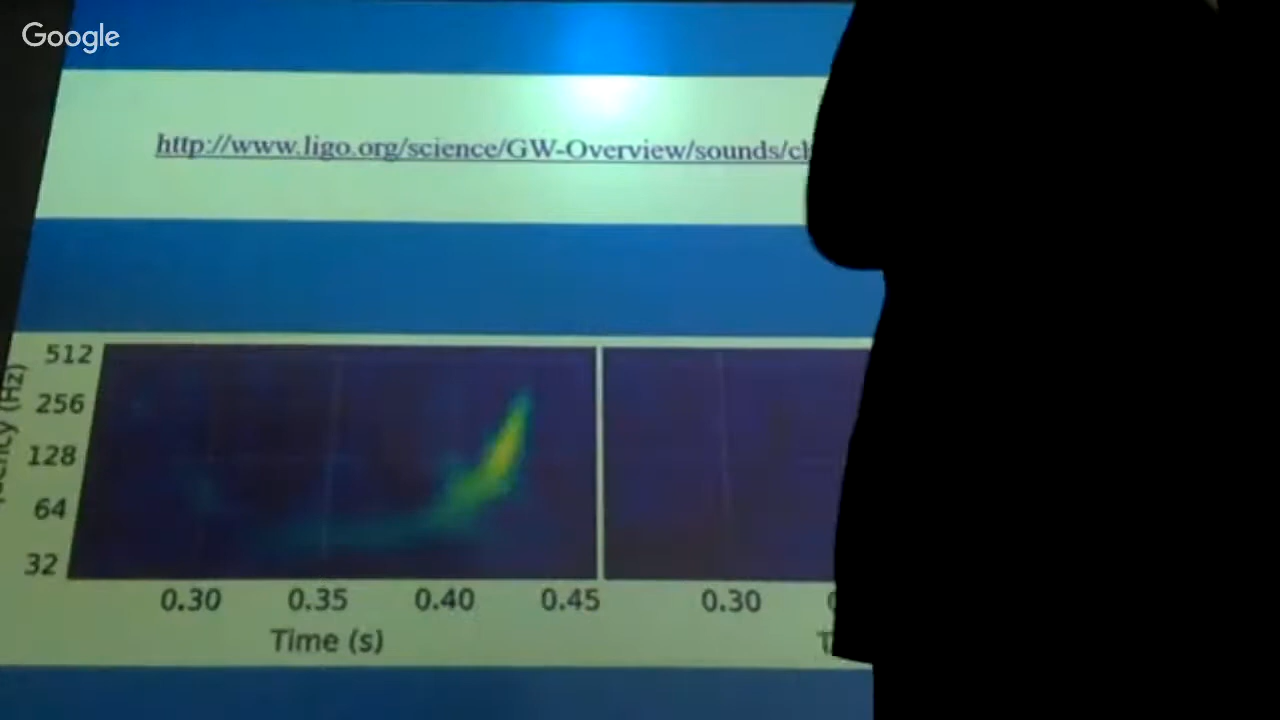 Google
http://www.ligo.org/science/GW-Overview/sounds/
512
256
128
64
32
0.30 0.35 0.40 0.45 0.30
Time (s)